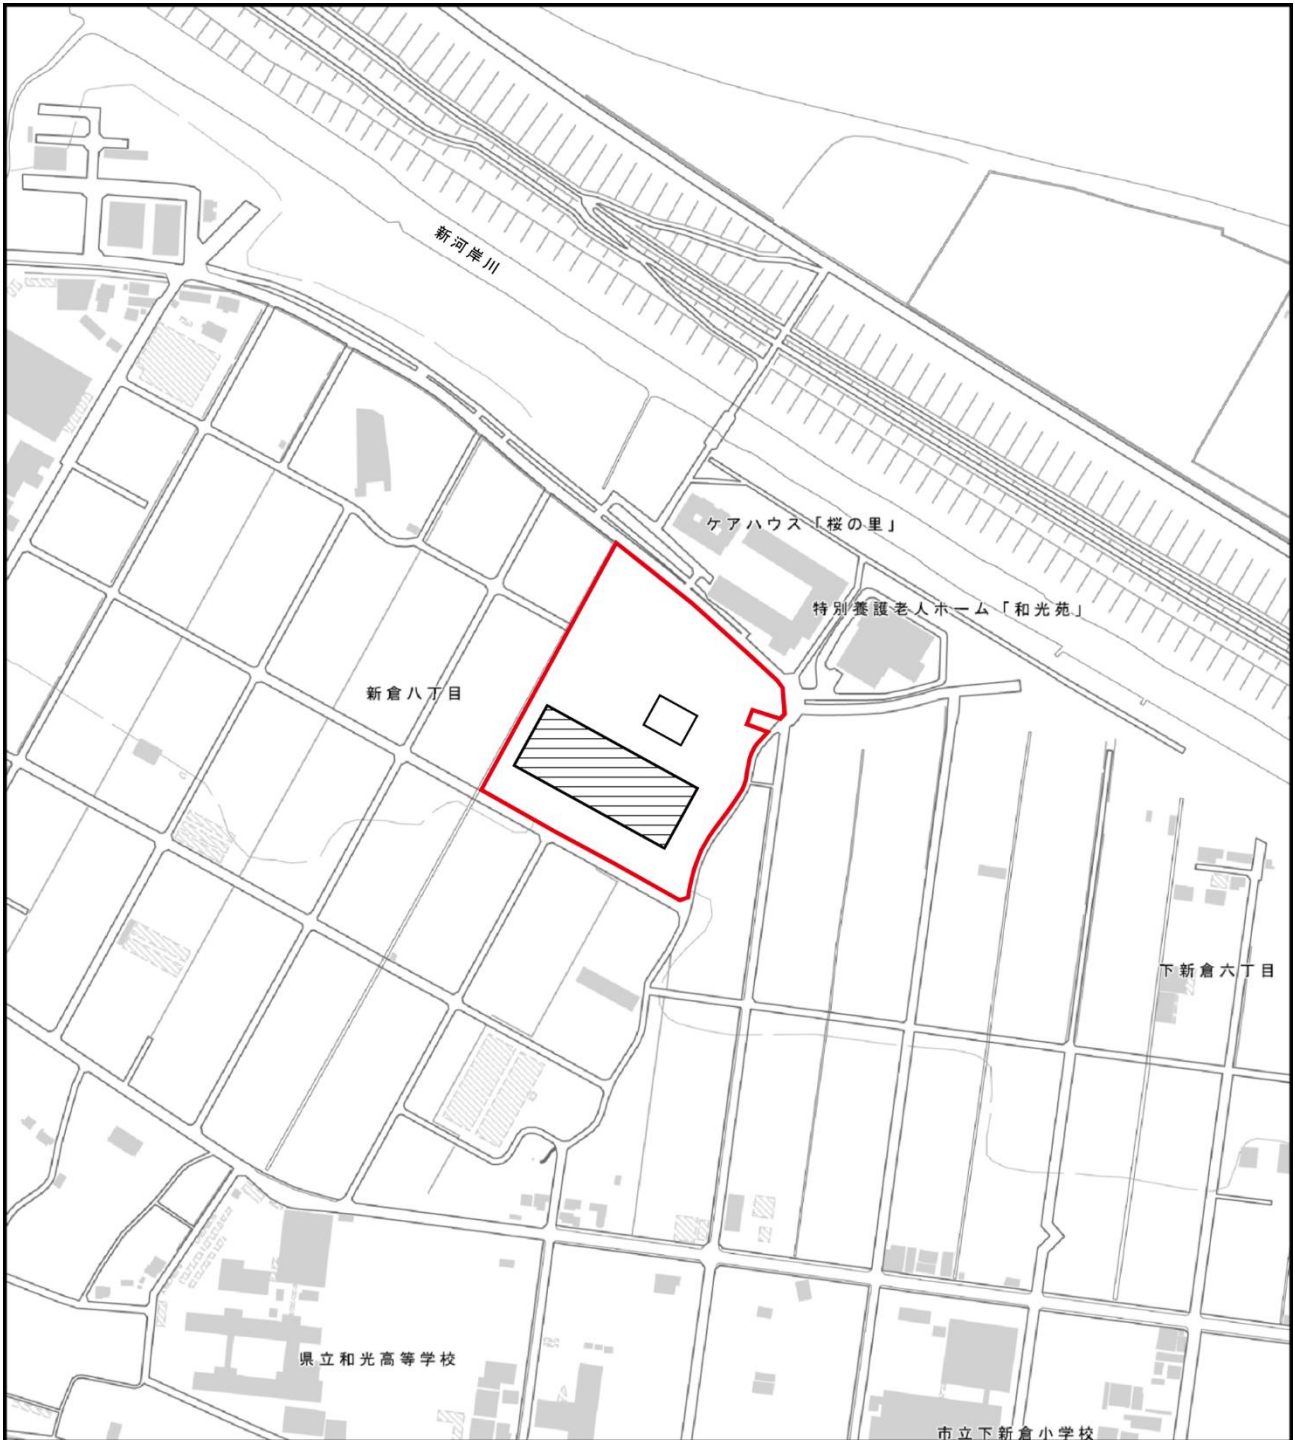 新河岸川
ケアハウス「桜の里」
特別養護老人ホーム「和光苑」
新倉八丁目
下新倉六丁目
県立和光高等学校
市立下新倉小学校